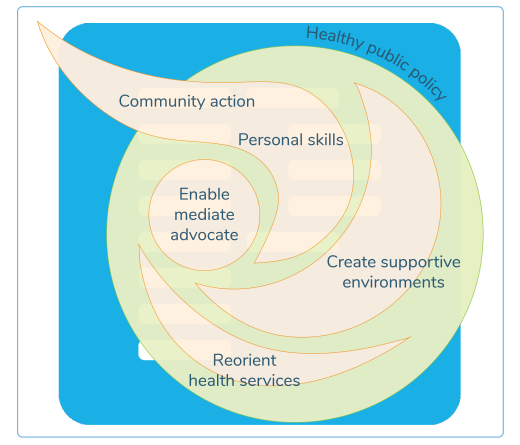 Healthy public policy
Community action
Personal skills
Enable
mediate
advocate
Create supportive
environments
Reorient
health services